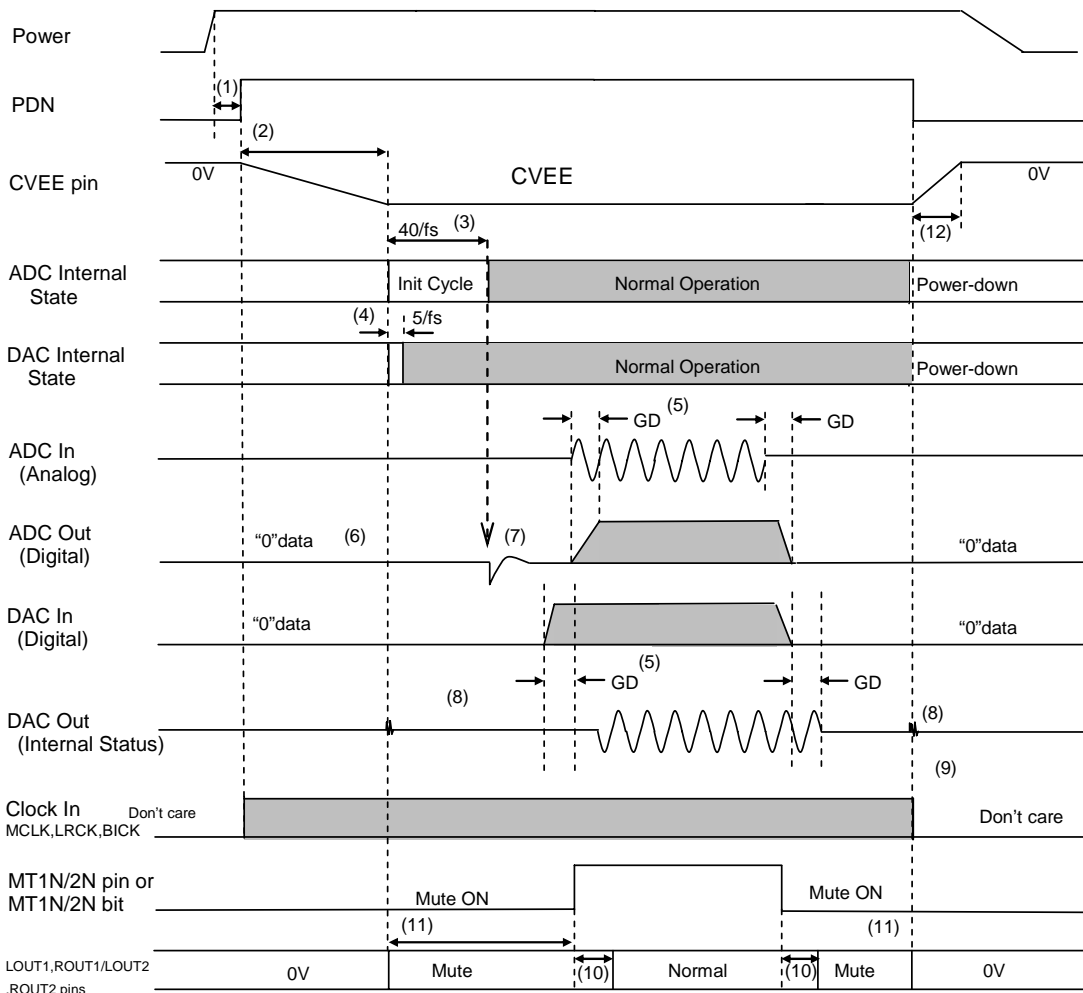 Power
(1)
PDN
(2)
0V
CVEE
0V
CVEE pin
40/fs
(3)
(12)
ADC Internal
State
Init Cycle
Normal Operation
Power-down
(4)
5/fs
DAC Internal
State
Normal Operation
Power-down
(5)
GD
GD
ADC In
(Analog)
ADC Out
(Digital)
“0”data
(6)
(7)
“0”data
DAC In
(Digital)
“0”data
“0”data
(5)
GD
GD
(8)
(8)
DAC Out
(Internal Status)
(9)
Clock In
Don’t care
Don’t care
MCLK,LRCK,BICK
MT1N/2N pin or
MT1N/2N bit
Mute ON
Mute ON
(11)
(11)
LOUT1,ROUT1/LOUT2
,ROUT2 pins
0V
Mute
(10)
Normal
(10)
Mute
0V